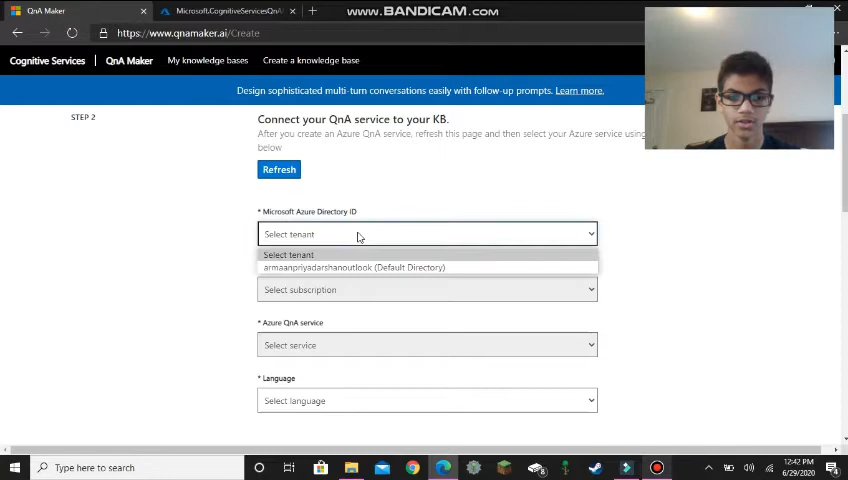 QnA Maker
Microsoft.CognitiveServicesQnA
www.BANDICAM.com
https://www.qnamaker.ai/Create
Cognitive Services
QnA Maker
My knowledge bases
Create a knowledge base
Design sophisticated multi-turn conversations easily with follow-up prompts. Learn more.
STEP 2
Connect your QnA service to your KB.
After you create an Azure QnA service, refresh this page and then select your Azure service using
below
Refresh
* Microsoft Azure Directory ID
Select tenant
Select tenant
armaanpriyadarshanoutlook (Default Directory)
Select subscription
* Azure QnA service
Select service
* Language
Select language
Type here to search
12:42 PM
6/29/2020